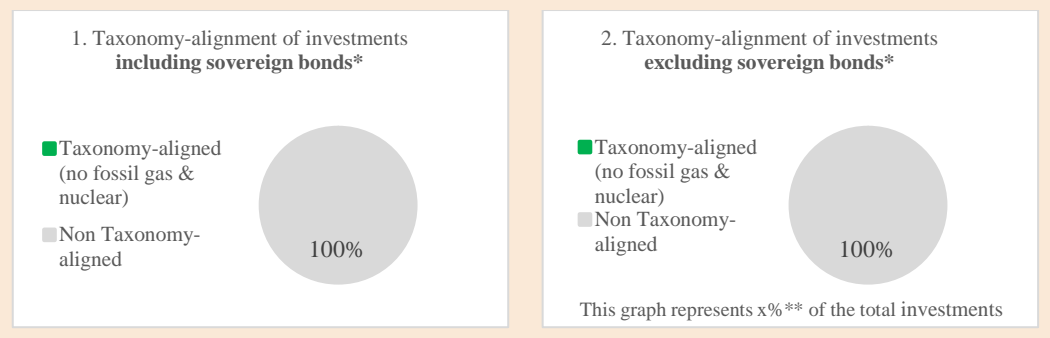 1. Taxonomy-alignment of investments
including sovereign bonds*
Taxonomy-aligned
(no fossil gas &
nuclear)
Non Taxonomy-
aligned
100%
2. Taxonomy-alignment of investments
excluding sovereign bonds*
Taxonomy-aligned
(no fossil gas &
nuclear)
Non Taxonomy-
aligned
100%
This graph represents x%** of the total investments